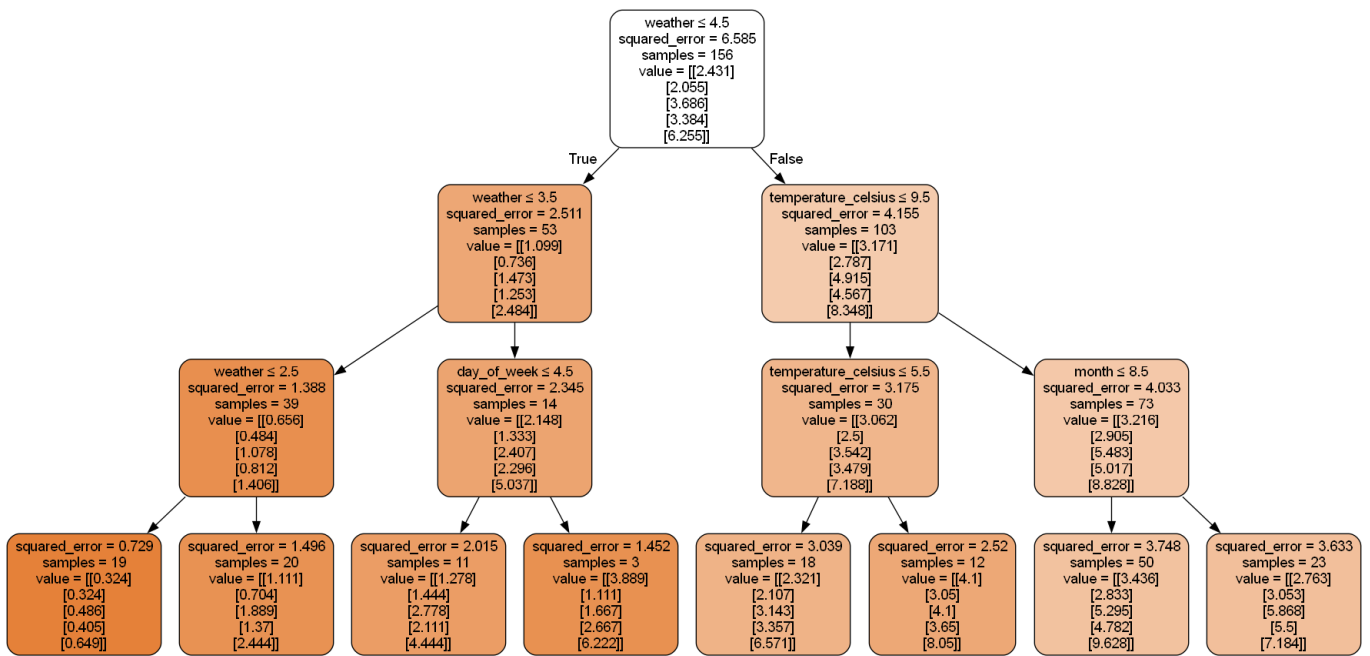 weather ≤ 4.5
squared_error = 6.585
samples = 156
value = [[2.431]
[2.055]
[3.686]
[3.384]
[6.255]]
True
False
weather ≤ 3.5
squared_error = 2.511
samples = 53
value = [[1.099]
[0.736]
[1.473]
[1.253]
[2.484]]
temperature_celsius ≤ 9.5
squared_error = 4.155
samples = 103
value = [[3.171]
[2.787]
[4.915]
[4.567]
[8.348]]
weather ≤ 2.5
squared_error = 1.388
samples = 39
value = [[0.656]
[0.484]
[1.078]
[0.812]
[1.406]]
day_of_week ≤ 4.5
squared_error = 2.345
samples = 14
value = [[2.148]
[1.333]
[2.407]
[2.296]
[5.037]]
temperature_celsius ≤ 5.5
squared_error = 3.175
samples = 30
value = [[3.062]
[2.5]
[3.542]
[3.479]
[7.188]]
month ≤ 8.5
squared_error = 4.033
samples = 73
value = [[3.216]
[2.905]
[5.483]
[5.017]
[8.828]]
squared_error = 0.729
samples = 19
value = [[0.324]
[0.324]
[0.486]
[0.405]
[0.649]]
squared_error = 1.496
samples = 20
value = [[1.111]
[0.704]
[1.889]
[1.37]
[2.444]]
squared_error = 2.015
samples = 11
value = [[1.278]
[1.444]
[2.778]
[2.111]
[4.444]]
squared_error = 1.452
samples = 3
value = [[3.889]
[1.111]
[1.667]
[2.667]
[6.222]]
squared_error = 3.039
samples = 18
value = [[2.321]
[2.107]
[3.143]
[3.357]
[6.571]]
squared_error = 2.52
samples = 12
value = [[4.1]
[3.05]
[4.1]
[3.65]
[8.05]]
squared_error = 3.748
samples = 50
value = [[3.436]
[2.833]
[5.295]
[4.782]
[9.628]]
squared_error = 3.633
samples = 23
value = [[2.763]
[3.053]
[5.868]
[5.5]
[7.184]]